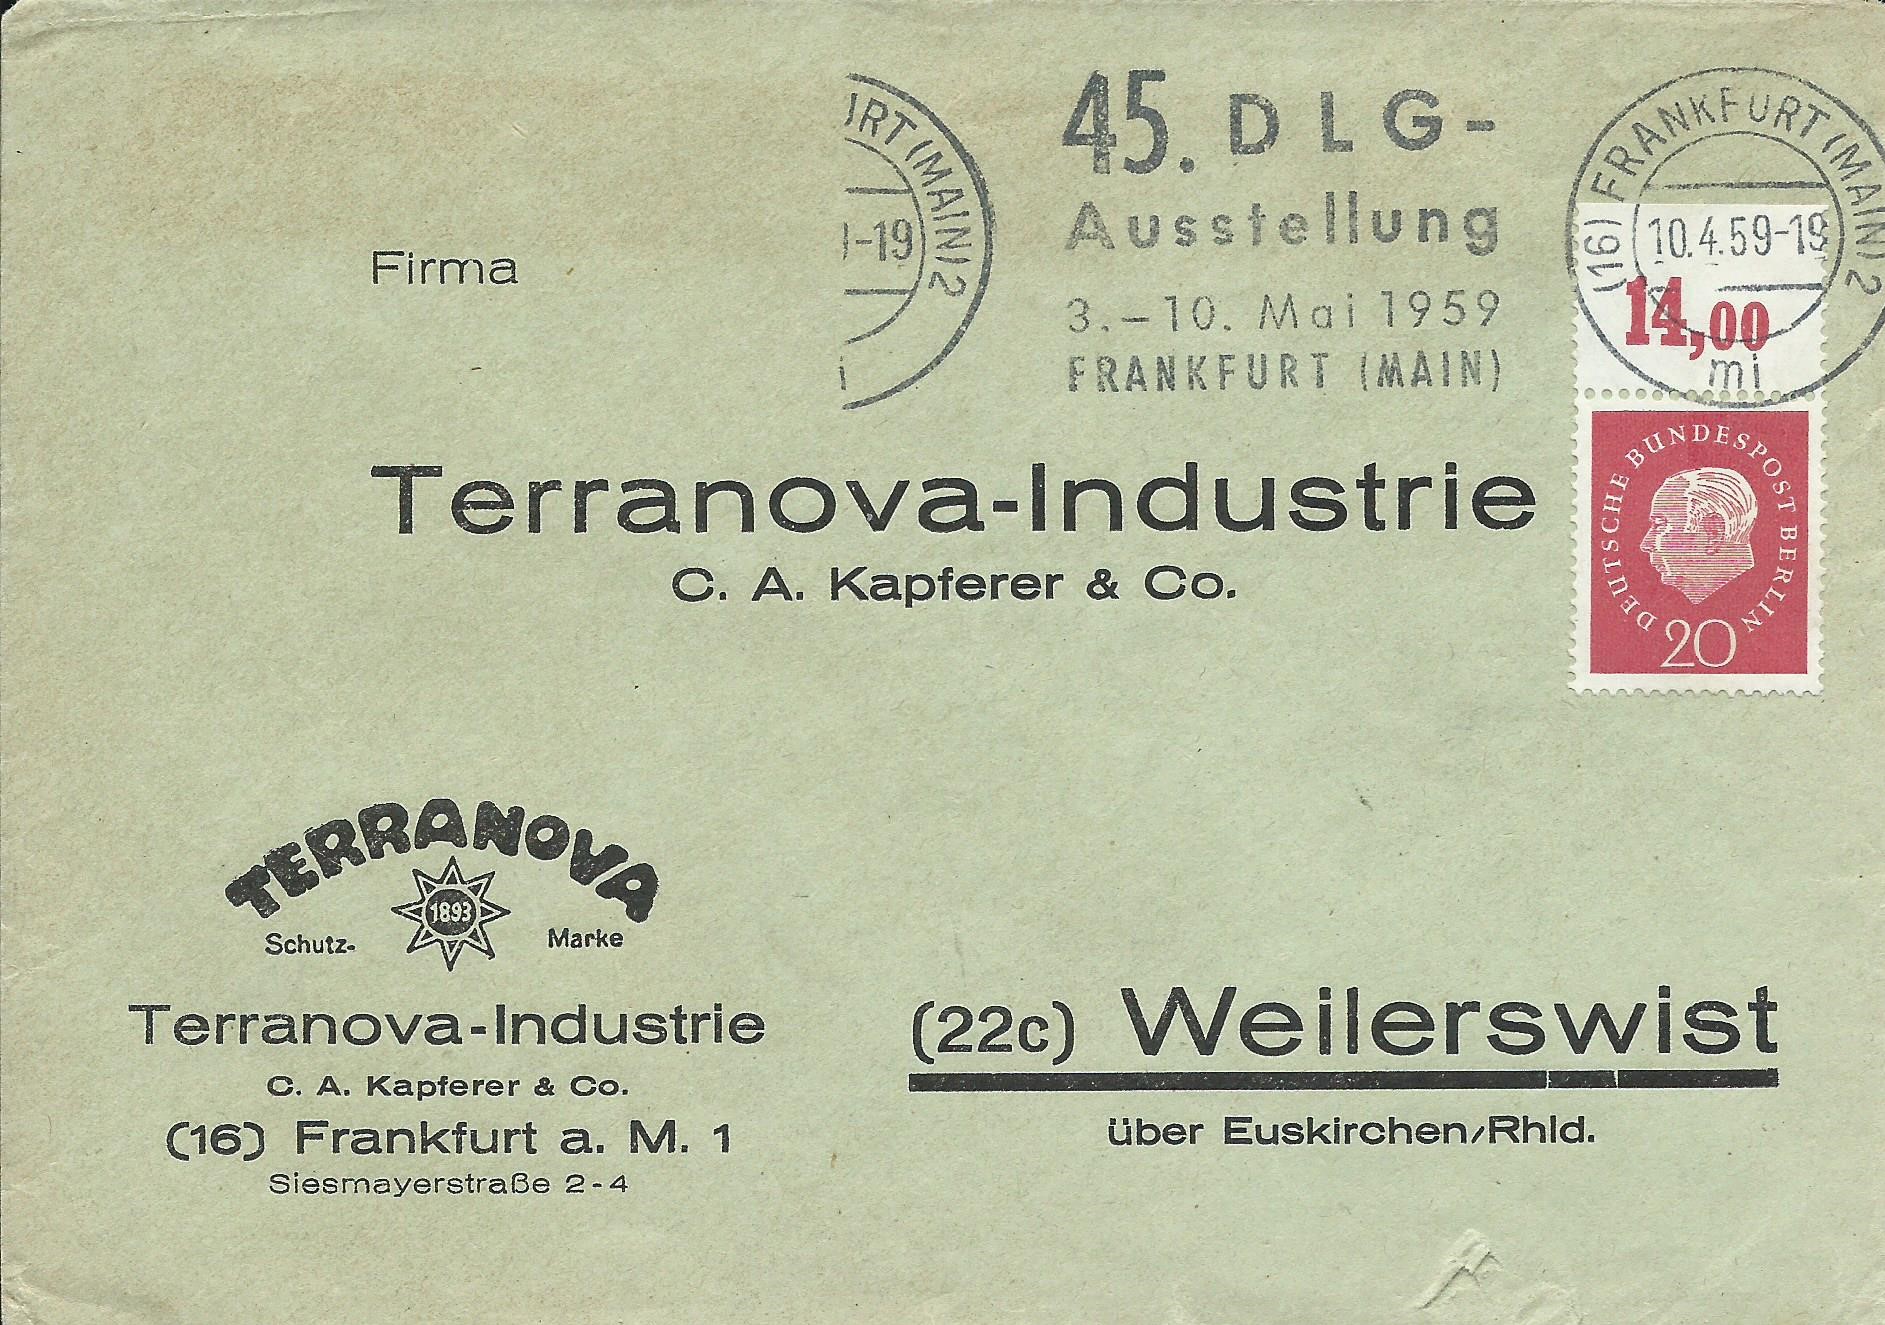 45. DLG-
Ausstellung
3.–10. Mai 1959
FRANKFURT (MAIN)
URT (MAIN) 2
-19
(16) FRANKFURT (MAIN) 2
10.4.59-19
mi
14,00
DEUTSCHE BUNDESPOST BERLIN
20
Firma
Terranova-Industrie
C. A. Kapferer & Co.
TERRANOVA
1893
Schutz- Marke
Terranova-Industrie
C. A. Kapferer & Co.
(16) Frankfurt a. M. 1
Siesmayerstraße 2-4
(22c) Weilerswist
über Euskirchen/Rhld.